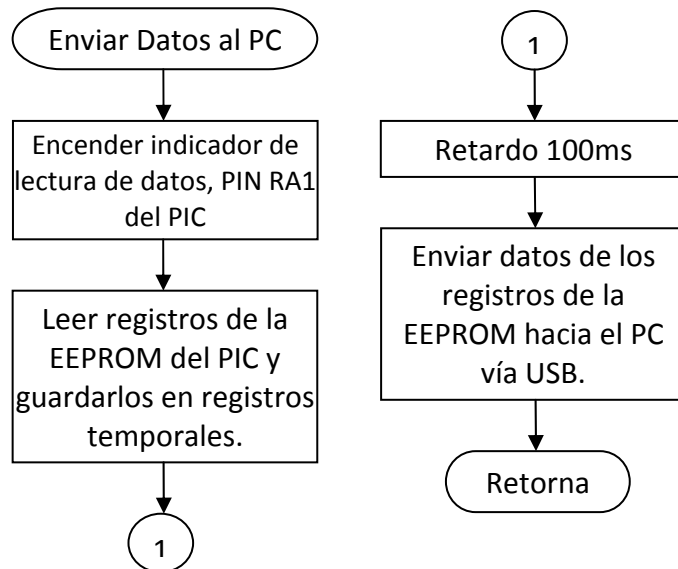 Enviar Datos al PC
Encender indicador de
lectura de datos, PIN RA1
del PIC
Leer registros de la
EEPROM del PIC y
guardarlos en registros
temporales.
1
1
Retardo 100ms
Enviar datos de los
registros de la
EEPROM hacia el PC
vía USB.
Retorna